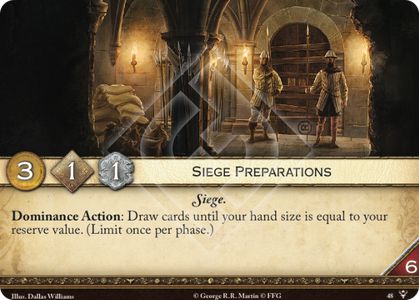 3 1 1 SIEGE PREPARATIONS
Siege.
Dominance Action: Draw cards until your hand size is equal to your
reserve value. (Limit once per phase.)
6
Illus. Dallas Williams © George R.R. Martin © FFG 48